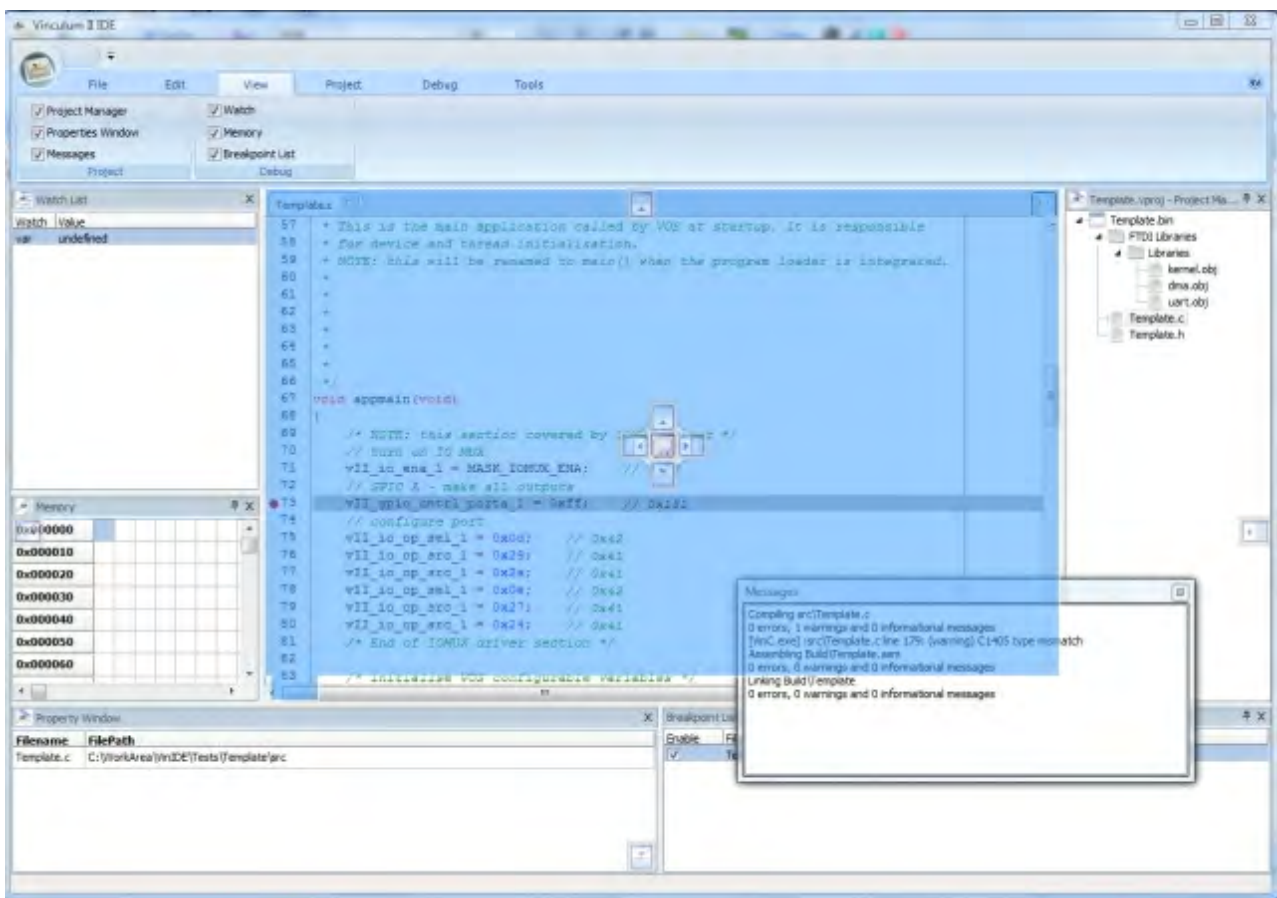 Vinculum II IDE
File Edit View Project Debug Tools
Project Manager Watch
Properties Window Memory
Messages Breakpoint List
Project Debug
Watch List
Watch Value
var undefined
Template.c
57 * This is the main application called by VOS at startup. It is responsible
58 * for device and thread initialisation.
59 * NOTE: this will be renamed to main() when the program loader is integrated.
60 *
61 *
62 *
63 *
64 *
65 *
66 */
67 void appmain(void)
68 {
69 /* NOTE: this section covered by */
70 // turn on IO MUX
71 vII_io_ena_1 = MASK_IOMUX_ENA; //
72 // GPIO A - make all outputs
73 vII_gpio_cntrl_porta_1 = 0xff; // 0x181
74 // configure port
75 vII_io_op_sel_1 = 0x0d; // 0x42
76 vII_io_op_src_1 = 0x29; // 0x41
77 vII_io_op_src_1 = 0x2a; // 0x41
78 vII_io_op_sel_1 = 0x0e; // 0x42
79 vII_io_op_src_1 = 0x27; // 0x41
80 vII_io_op_src_1 = 0x24; // 0x41
81 /* End of IOMUX driver section */
82
83 /* Initialise VOS configurable variables */
Template.vproj - Project Ma...
Template.bin
FTDI Libraries
Libraries
kernel.obj
dma.obj
uart.obj
Template.c
Template.h
Memory
0x000000
0x000010
0x000020
0x000030
0x000040
0x000050
0x000060
Messages
Compiling src\Template.c
0 errors, 1 warnings and 0 informational messages
[VinC.exe] \src\Template.c line 179: (warning) C1405 type mismatch
Assembling Build\Template.asm
0 errors, 0 warnings and 0 informational messages
Linking Build\Template
0 errors, 0 warnings and 0 informational messages
Property Window
Filename FilePath
Template.c C:\WorkArea\VinIDE\Tests\Template\src
Breakpoint Lis
Enable Fil
Te